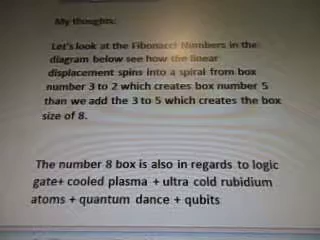 My thoughts:
Let's look at the Fibonacci Numbers in the
diagram below see how the linear
displacement spins into a spiral from box
number 3 to 2 which creates box number 5
than we add the 3 to 5 which creates the box
size of 8.
The number 8 box is also in regards to logic
gate+ cooled plasma + ultra cold rubidium
atoms + quantum dance + qubits